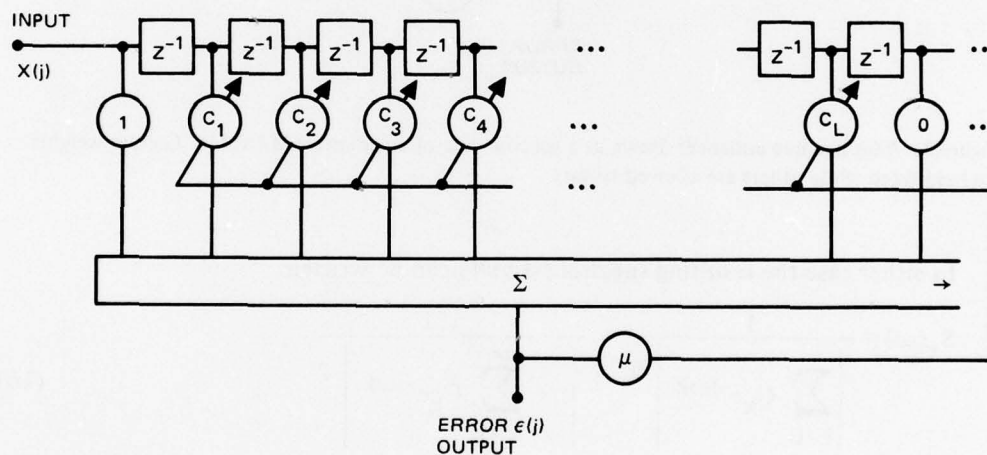 INPUT
X(j)
z⁻¹ z⁻¹ z⁻¹ z⁻¹ ... z⁻¹ z⁻¹ ...
1 C₁ C₂ C₃ C₄ ... C_L 0 ...
...
Σ →
μ
ERROR ε(j)
OUTPUT